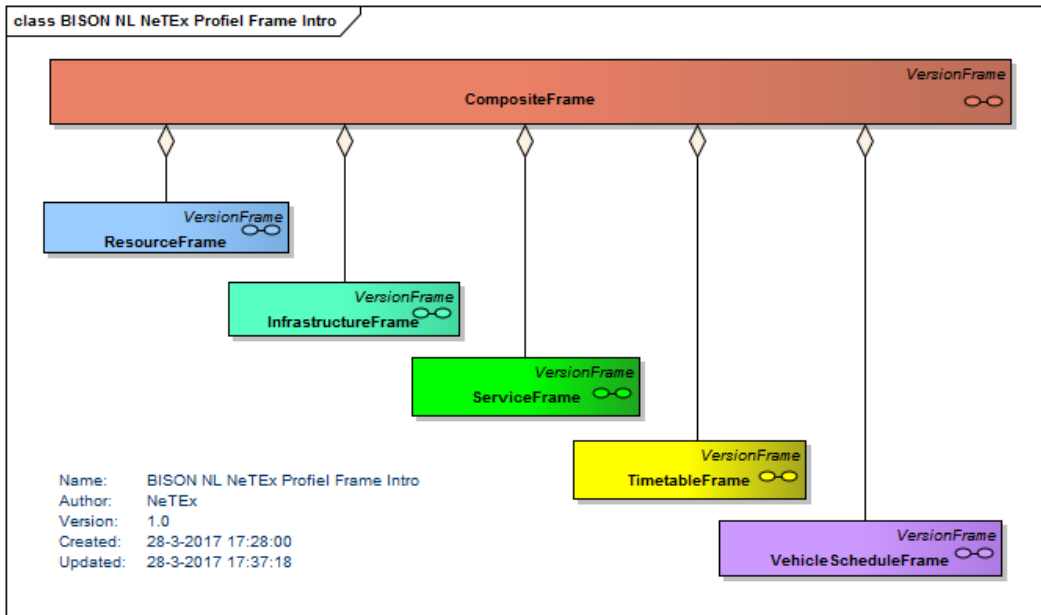 class BISON NL NeTEx Profiel Frame Intro
VersionFrame
CompositeFrame
VersionFrame
ResourceFrame
VersionFrame
InfrastructureFrame
VersionFrame
ServiceFrame
VersionFrame
TimetableFrame
VersionFrame
VehicleScheduleFrame
Name: BISON NL NeTEx Profiel Frame Intro
Author: NeTEx
Version: 1.0
Created: 28-3-2017 17:28:00
Updated: 28-3-2017 17:37:18